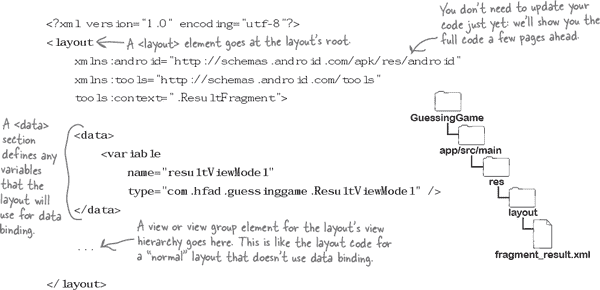 <?xml version="1.0" encoding="utf-8"?>
<layout
A <layout> element goes at the layout's root.
You don't need to update your
code just yet: we'll show you the
full code a few pages ahead.
xmlns:android="http://schemas.android.com/apk/res/android"
xmlns:tools="http://schemas.android.com/tools"
tools:context=".ResultFragment">
A <data>
section
defines any
variables
that the
layout will
use for data
binding.
<data>
<variable
name="resultViewModel"
type="com.hfad.guessinggame.ResultViewModel" />
</data>
...
A view or view group element for the layout's view
hierarchy goes here. This is like the layout code for
a "normal" layout that doesn't use data binding.
</layout>
GuessingGame
app/src/main
res
layout
fragment_result.xml